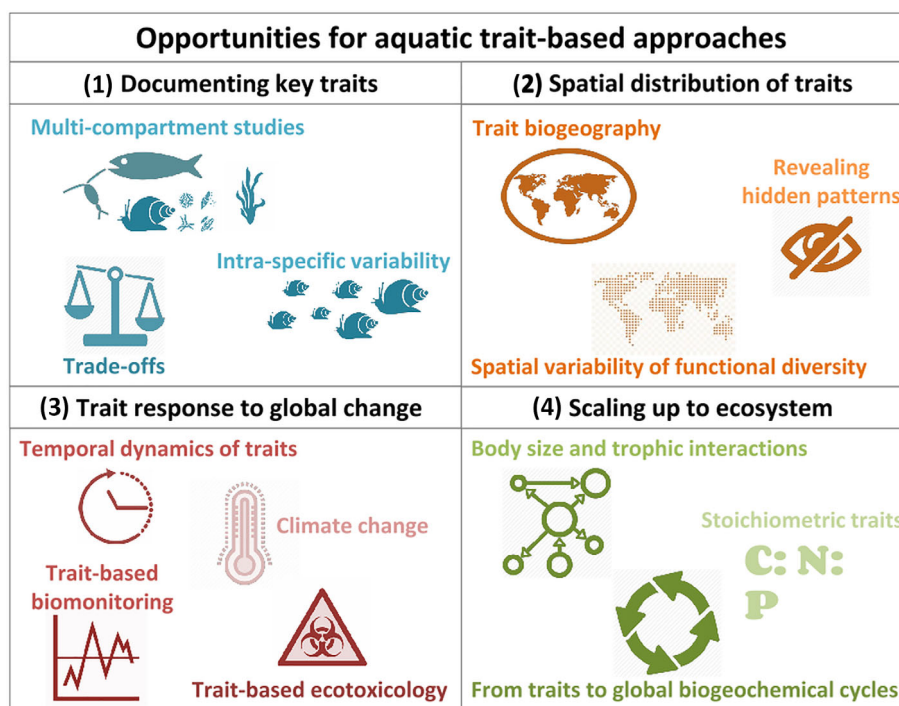 Opportunities for aquatic trait-based approaches
(1) Documenting key traits
Multi-compartment studies
Intra-specific variability
Trade-offs
(2) Spatial distribution of traits
Trait biogeography
Revealing
hidden patterns
Spatial variability of functional diversity
(3) Trait response to global change
Temporal dynamics of traits
Climate change
Trait-based
biomonitoring
Trait-based ecotoxicology
(4) Scaling up to ecosystem
Body size and trophic interactions
Stoichiometric traits
C: N:
P
From traits to global biogeochemical cycles